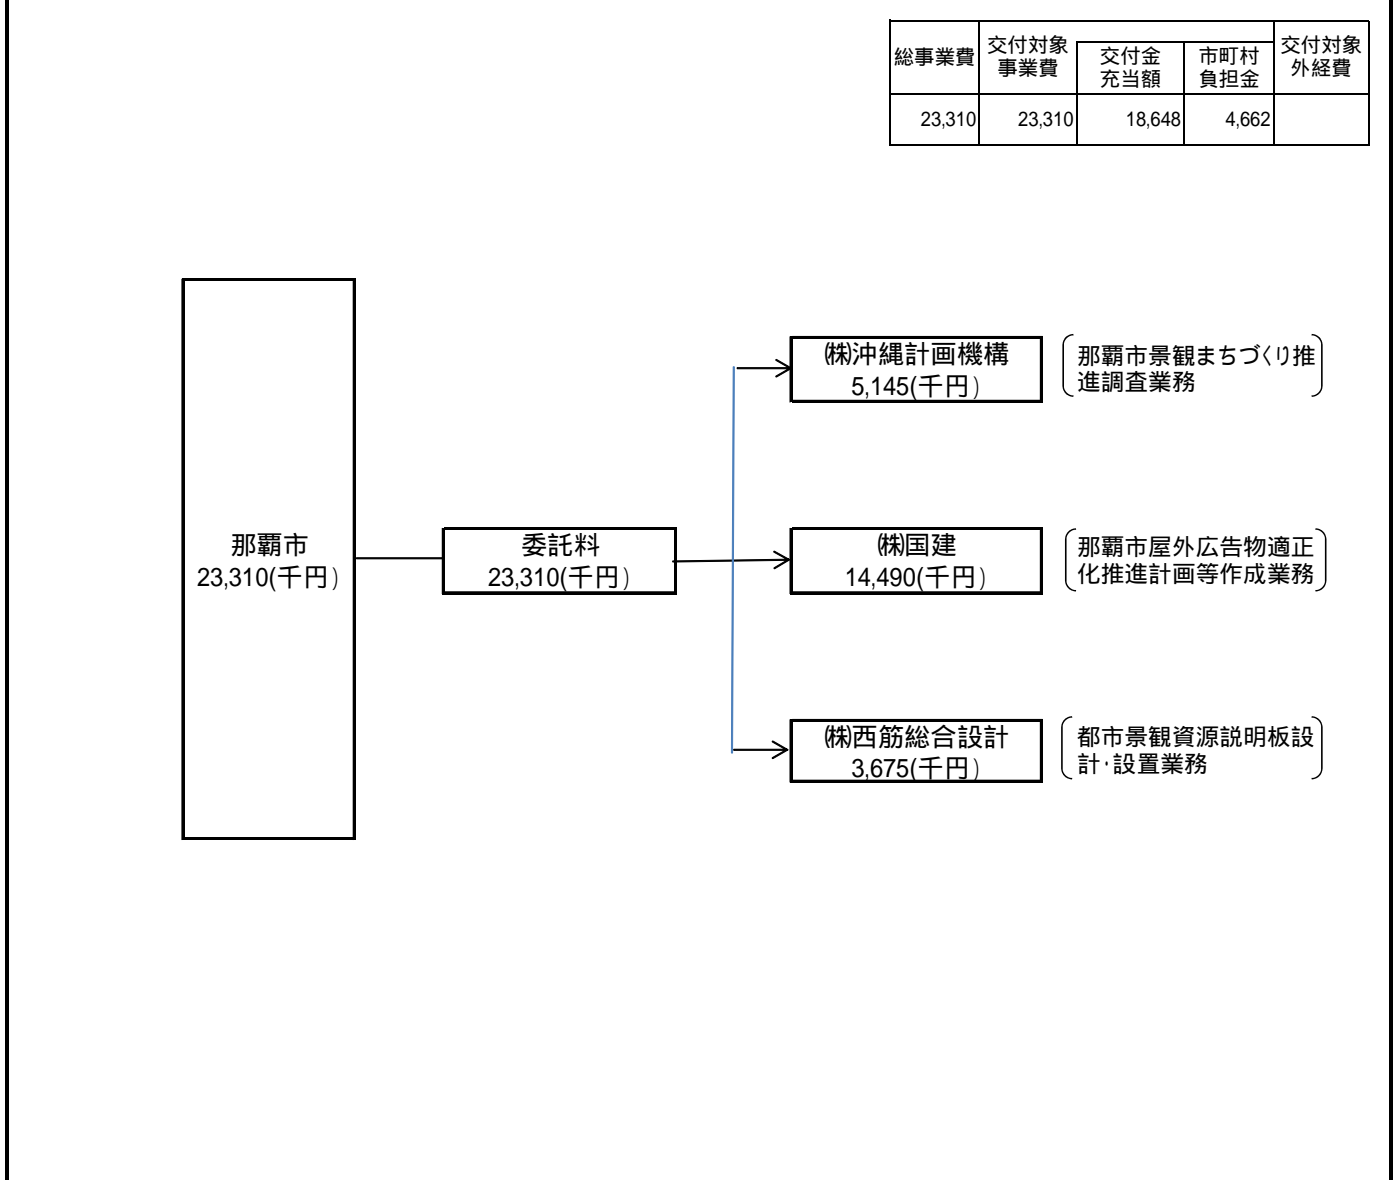 総事業費
交付対象
事業費
交付金
充当額
市町村
負担金
交付対象
外経費
23,310
23,310
18,648
4,662
㈱沖縄計画機構
5,145(千円)
那覇市景観まちづくり推
進調査業務
那覇市
23,310(千円)
委託料
23,310(千円)
㈱国建
14,490(千円)
那覇市屋外広告物適正
化推進計画等作成業務
㈱西筋総合設計
3,675(千円)
都市景観資源説明板設
計・設置業務